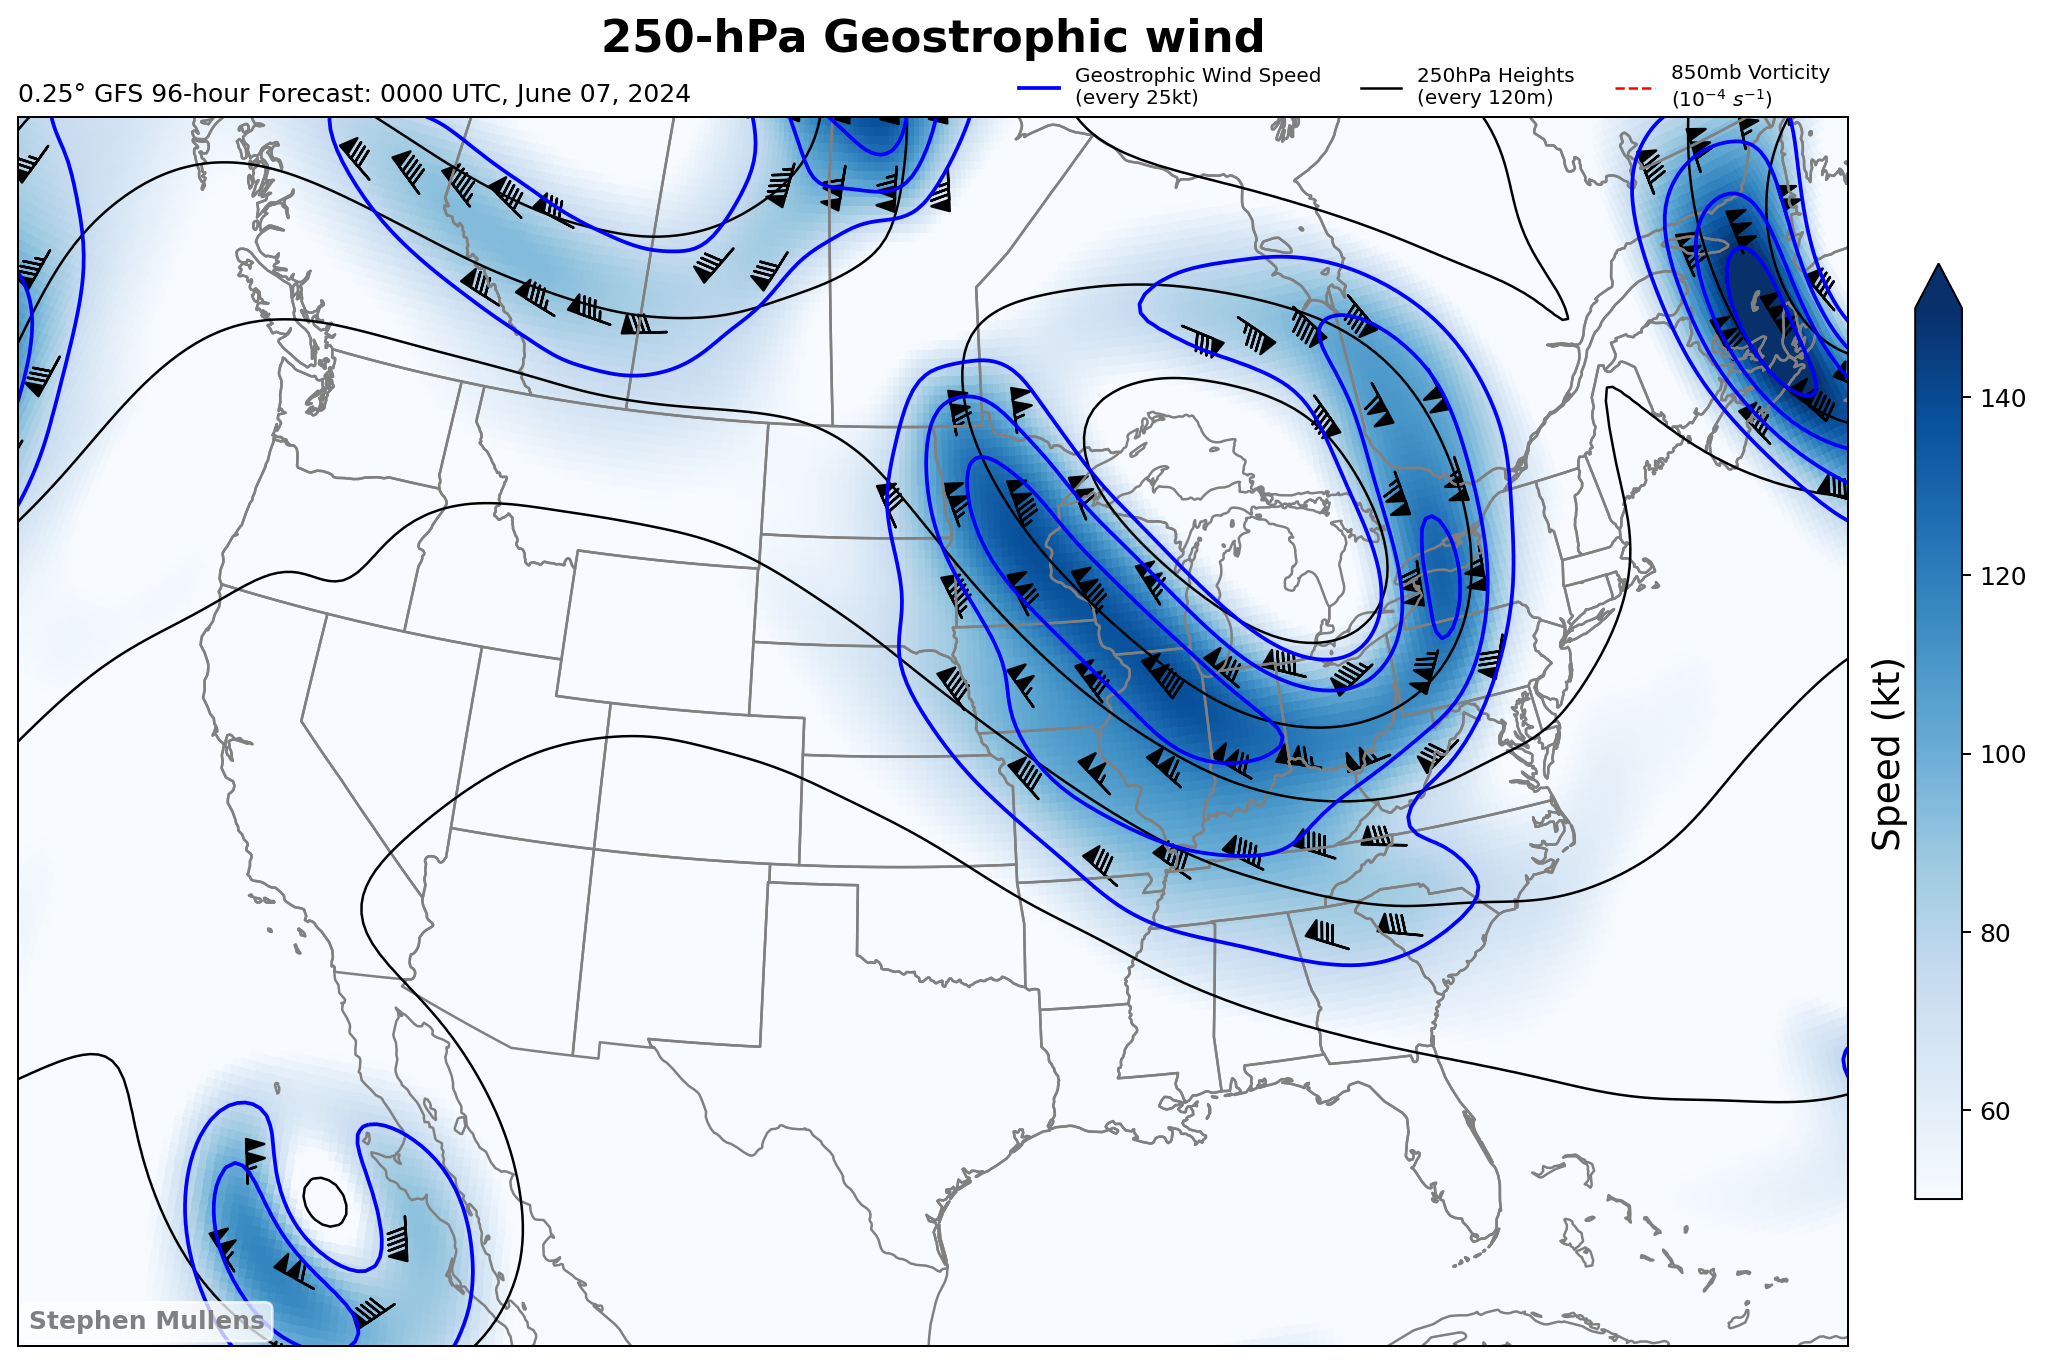 250-hPa Geostrophic wind
0.25° GFS 96-hour Forecast: 0000 UTC, June 07, 2024
Geostrophic Wind Speed
(every 25kt)
250hPa Heights
(every 120m)
850mb Vorticity
(10⁻⁴ s⁻¹)
140
120
100
80
60
Speed (kt)
Stephen Mullens